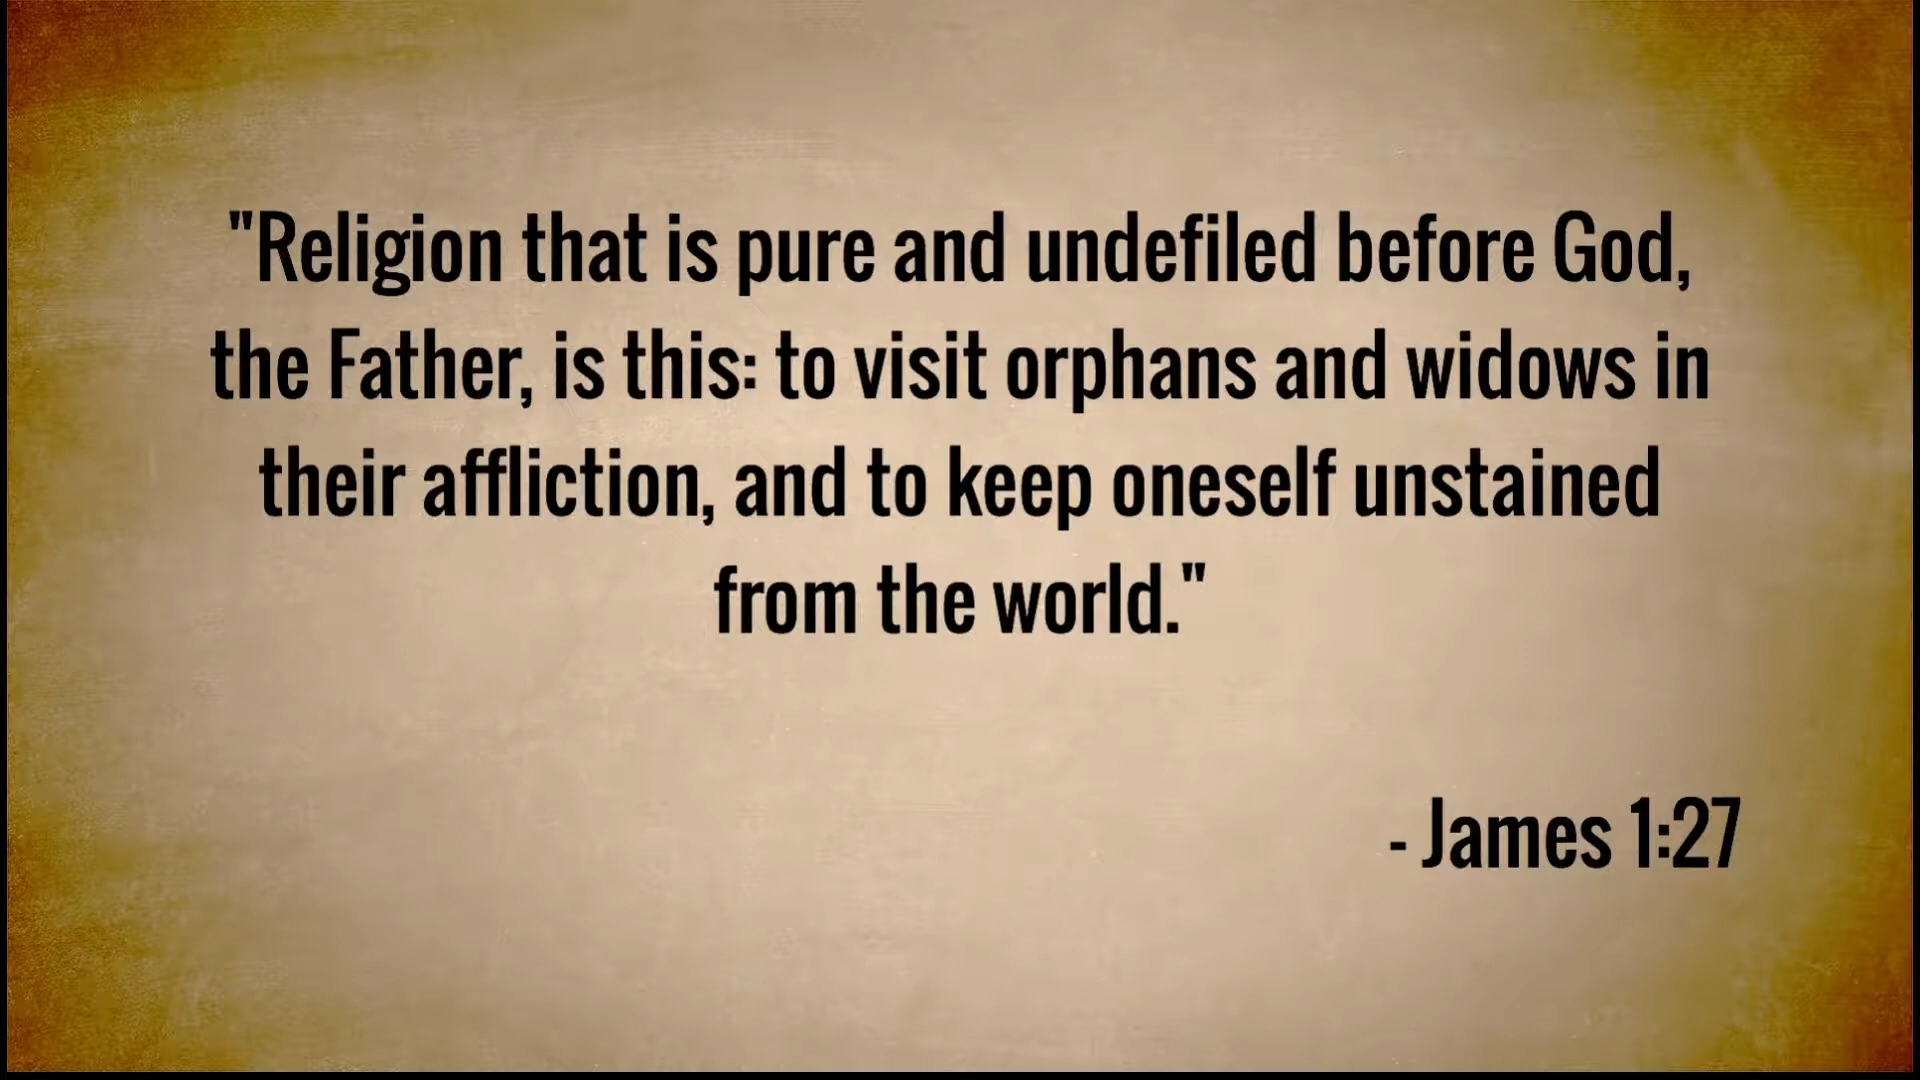 "Religion that is pure and undefiled before God,
the Father, is this: to visit orphans and widows in
their affliction, and to keep oneself unstained
from the world."
- James 1:27